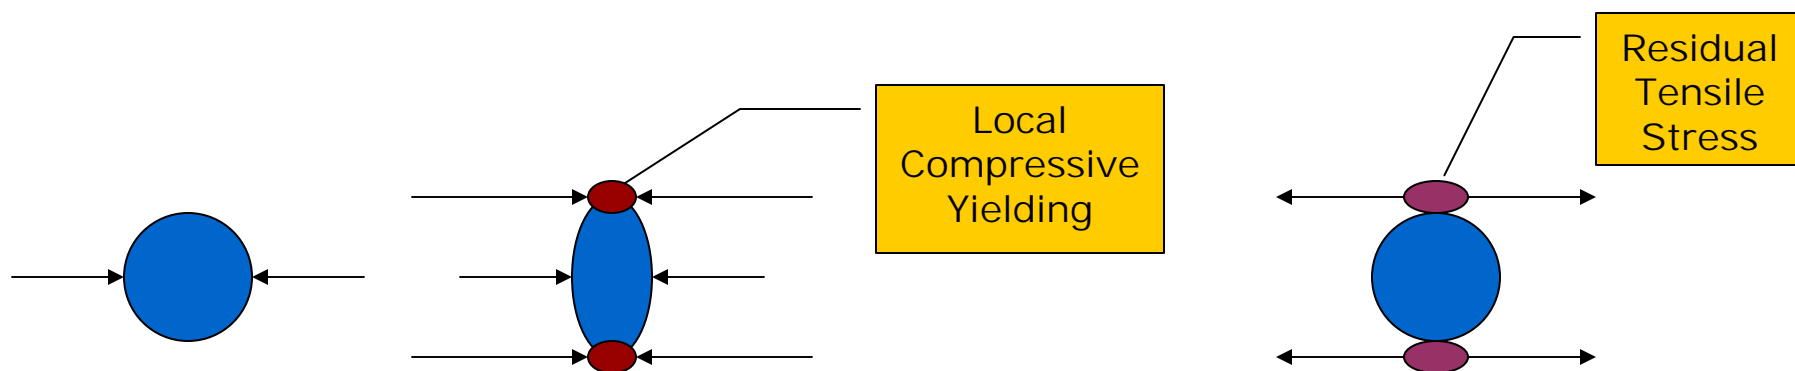 Local
Compressive
Yielding
Residual
Tensile
Stress